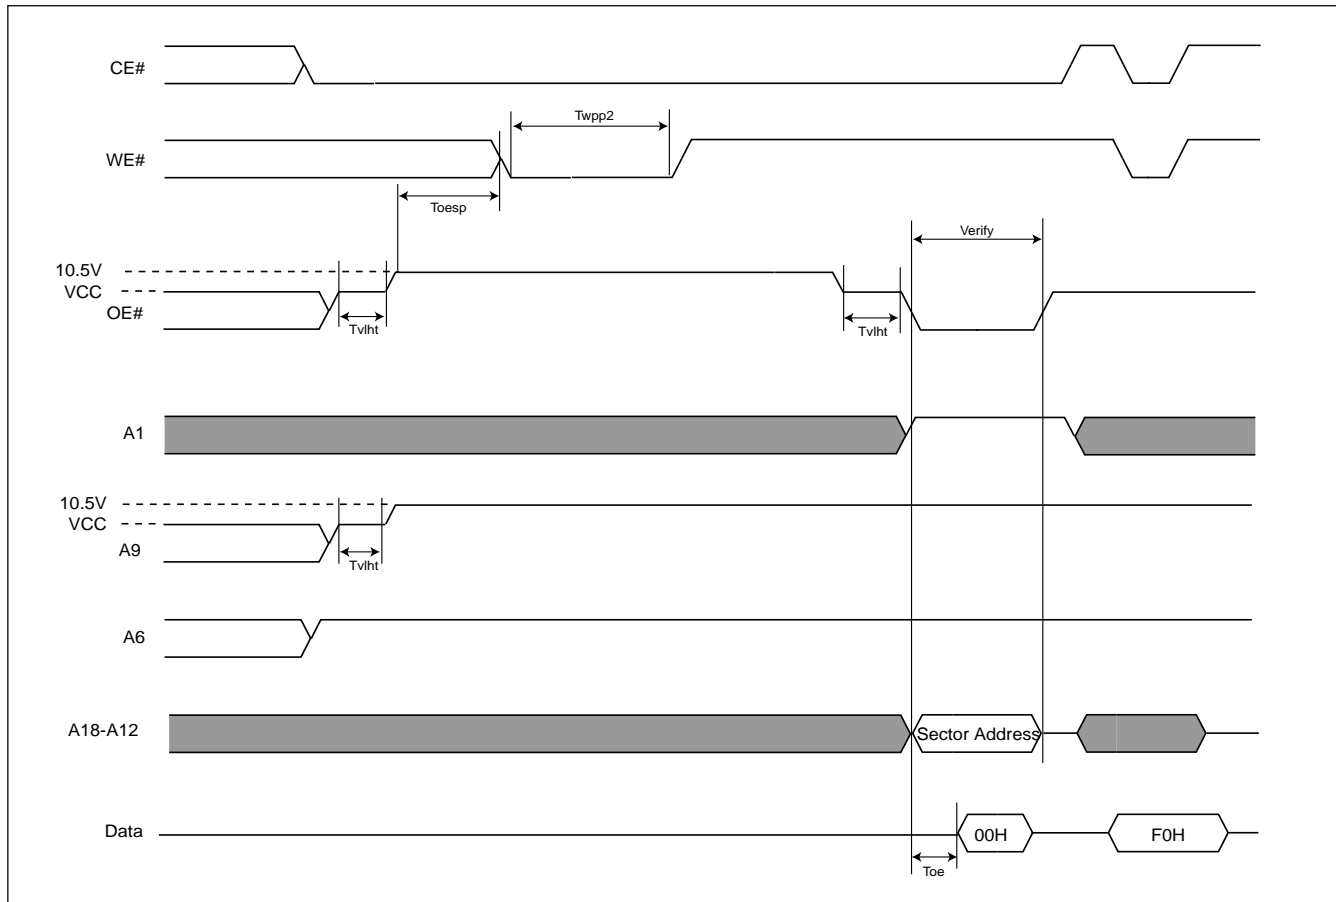 CE#
Twpp2
WE#
Toesp
Verify
10.5V
VCC
OE#
Tvlht
Tvlht
A1
10.5V
VCC
A9
Tvlht
A6
A18-A12
Sector Address
Data
00H
F0H
Toe